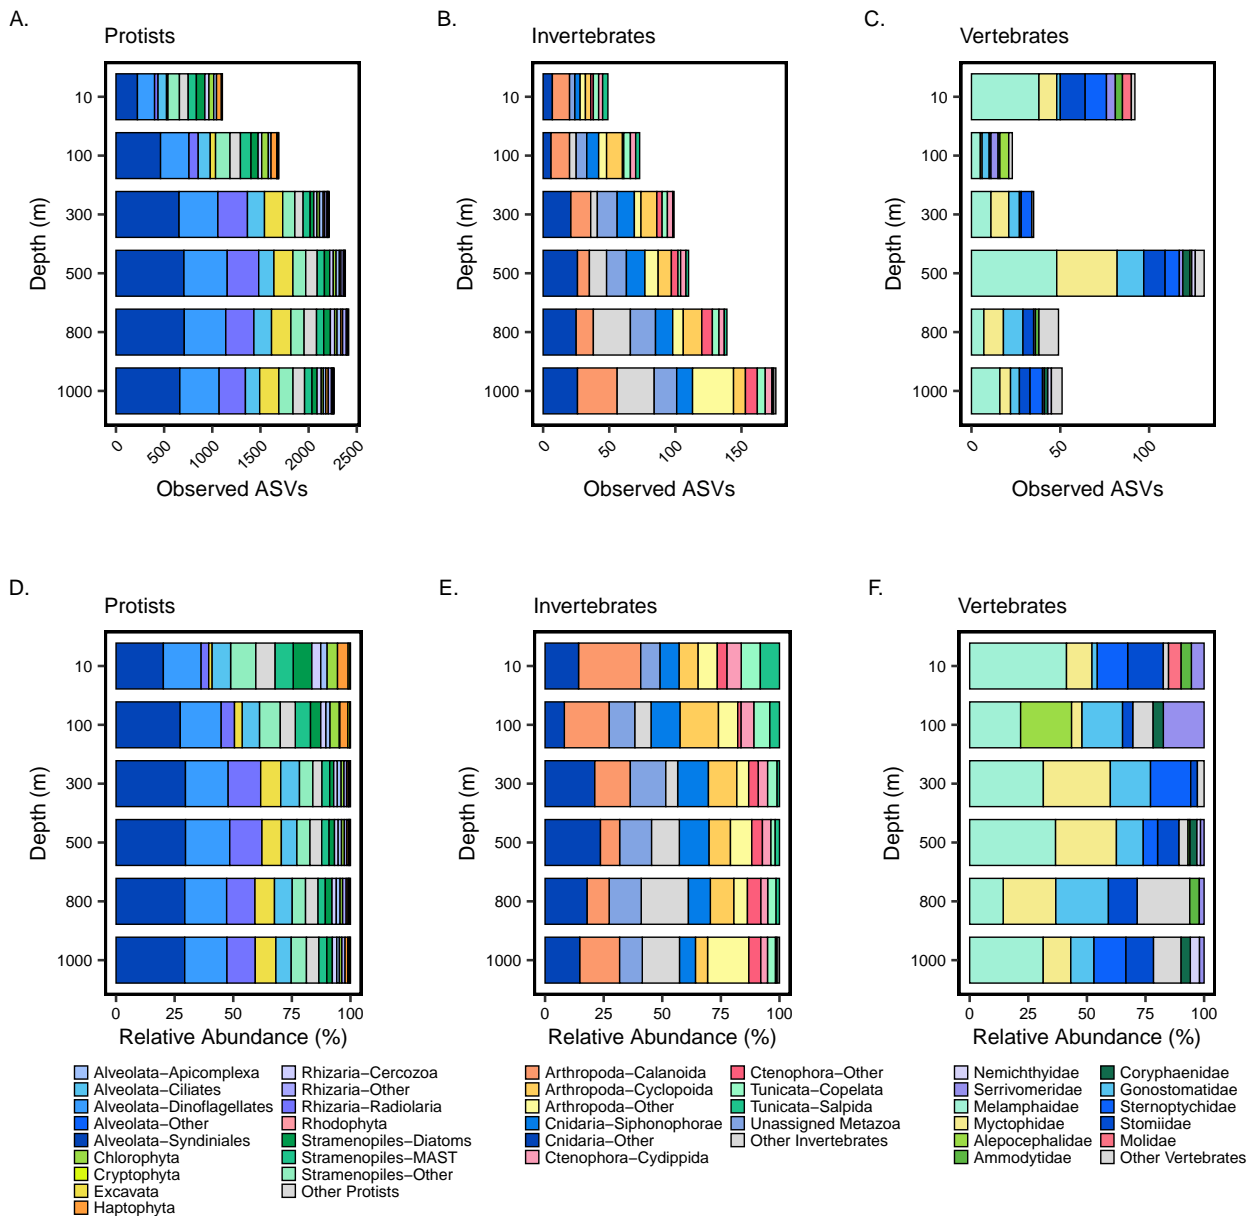 A.
B.
C.
Protists
Invertebrates
Vertebrates
Depth (m)
10
100
300
500
800
1000
Depth (m)
10
100
300
500
800
1000
Depth (m)
10
100
300
500
800
1000
0 500 1000 1500 2000 2500
0 50 100 150
0 50 100
Observed ASVs
Observed ASVs
Observed ASVs
D.
E.
F.
Protists
Invertebrates
Vertebrates
Depth (m)
10
100
300
500
800
1000
Depth (m)
10
100
300
500
800
1000
Depth (m)
10
100
300
500
800
1000
0 25 50 75 100
0 25 50 75 100
0 25 50 75 100
Relative Abundance (%)
Relative Abundance (%)
Relative Abundance (%)
Alveolata−Apicomplexa
Alveolata−Ciliates
Alveolata−Dinoflagellates
Alveolata−Other
Alveolata−Syndiniales
Chlorophyta
Cryptophyta
Excavata
Haptophyta
Rhizaria−Cercozoa
Rhizaria−Other
Rhizaria−Radiolaria
Rhodophyta
Stramenopiles−Diatoms
Stramenopiles−MAST
Stramenopiles−Other
Other Protists
Arthropoda−Calanoida
Arthropoda−Cyclopoida
Arthropoda−Other
Cnidaria−Siphonophorae
Cnidaria−Other
Ctenophora−Cydippida
Ctenophora−Other
Tunicata−Copelata
Tunicata−Salpida
Unassigned Metazoa
Other Invertebrates
Nemichthyidae
Serrivomeridae
Melamphaidae
Myctophidae
Alepocephalidae
Ammodytidae
Coryphaenidae
Gonostomatidae
Sternoptychidae
Stomiidae
Molidae
Other Vertebrates